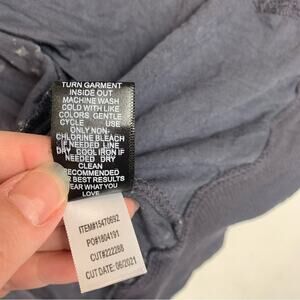 TURN GARMENT
INSIDE OUT
MACHINE WASH
COLD WITH LIKE
COLORS GENTLE
CYCLE USE
ONLY NON-
CHLORINE BLEACH
IF NEEDED LINE
DRY COOL IRON IF
NEEDED DRY
CLEAN
RECOMMENDED
BEST RESULTS
WEAR WHAT YOU
LOVE
ITEM#15470692
PO#1804191
CUT#222288
CUT DATE: 06/2021